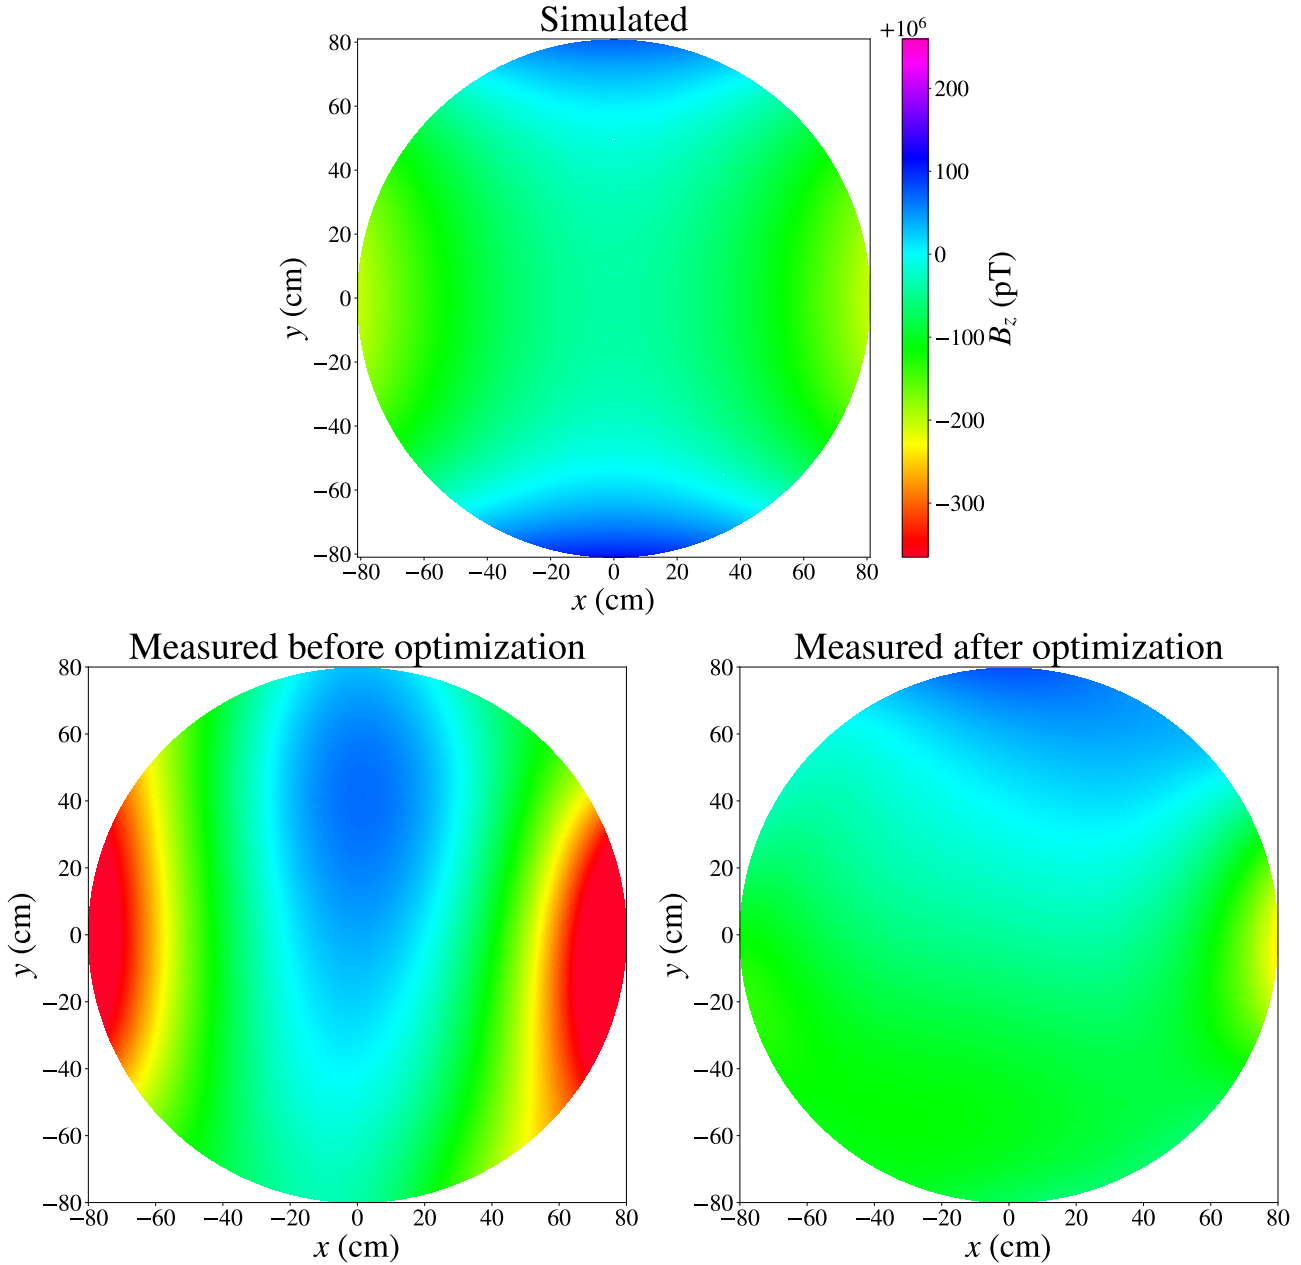 Simulated
+10⁶
80
60
40
20
0
−20
−40
−60
−80
y (cm)
−80 −60 −40 −20 0 20 40 60 80
x (cm)
200
100
0
−100
−200
−300
B_z (pT)
Measured before optimization
80
60
40
20
0
−20
−40
−60
−80
y (cm)
−80 −60 −40 −20 0 20 40 60 80
x (cm)
Measured after optimization
80
60
40
20
0
−20
−40
−60
−80
y (cm)
−80 −60 −40 −20 0 20 40 60 80
x (cm)